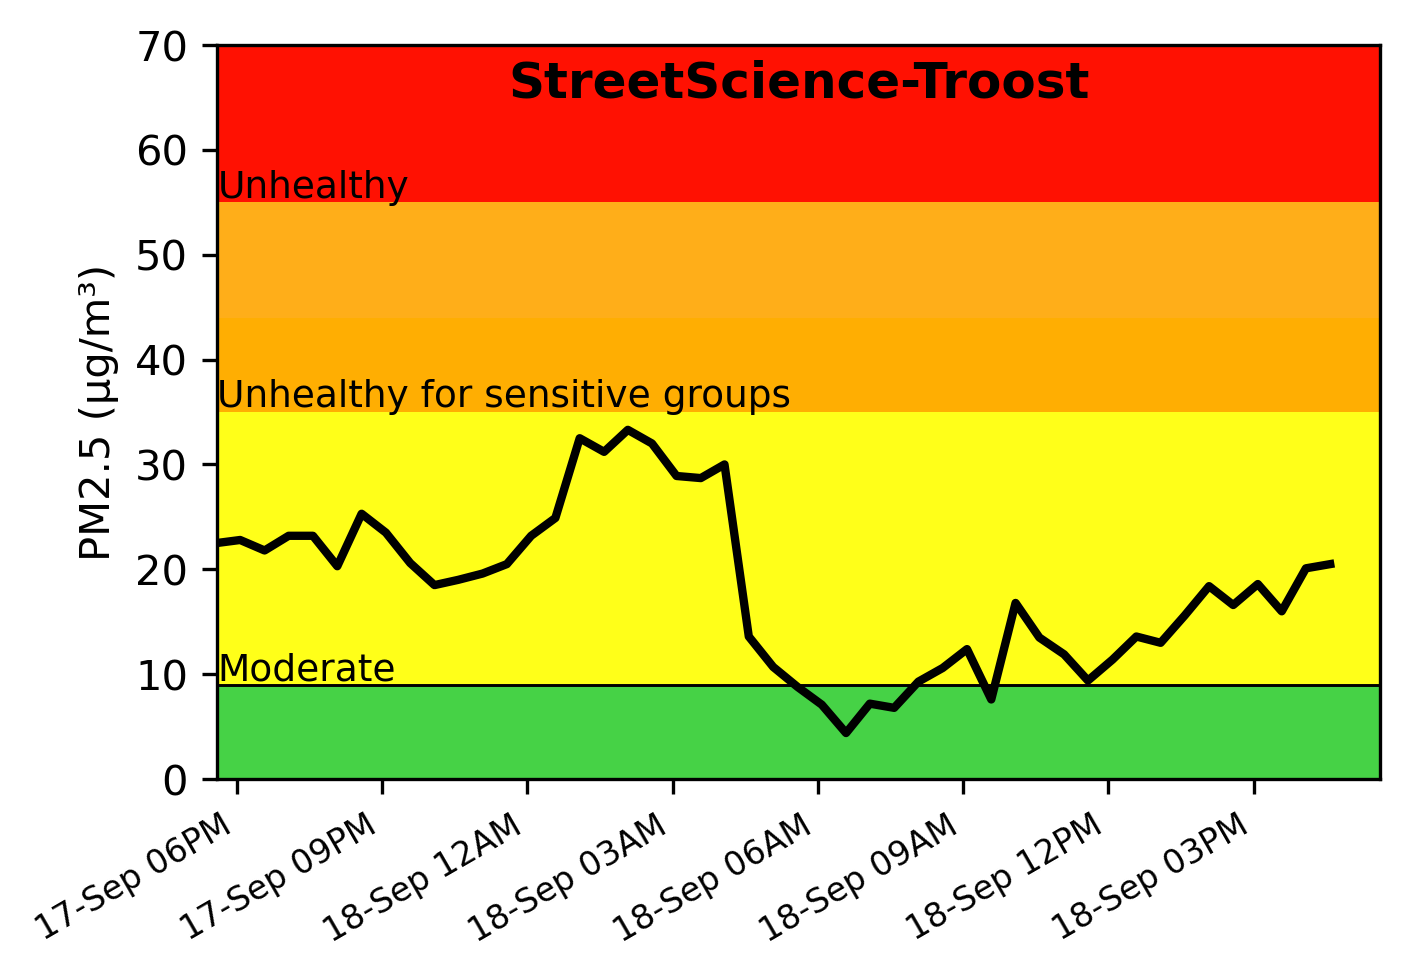 StreetScience-Troost
70
60
50
40
30
20
10
0
PM2.5 (µg/m³)
Unhealthy
Unhealthy for sensitive groups
Moderate
17-Sep 06PM
17-Sep 09PM
18-Sep 12AM
18-Sep 03AM
18-Sep 06AM
18-Sep 09AM
18-Sep 12PM
18-Sep 03PM